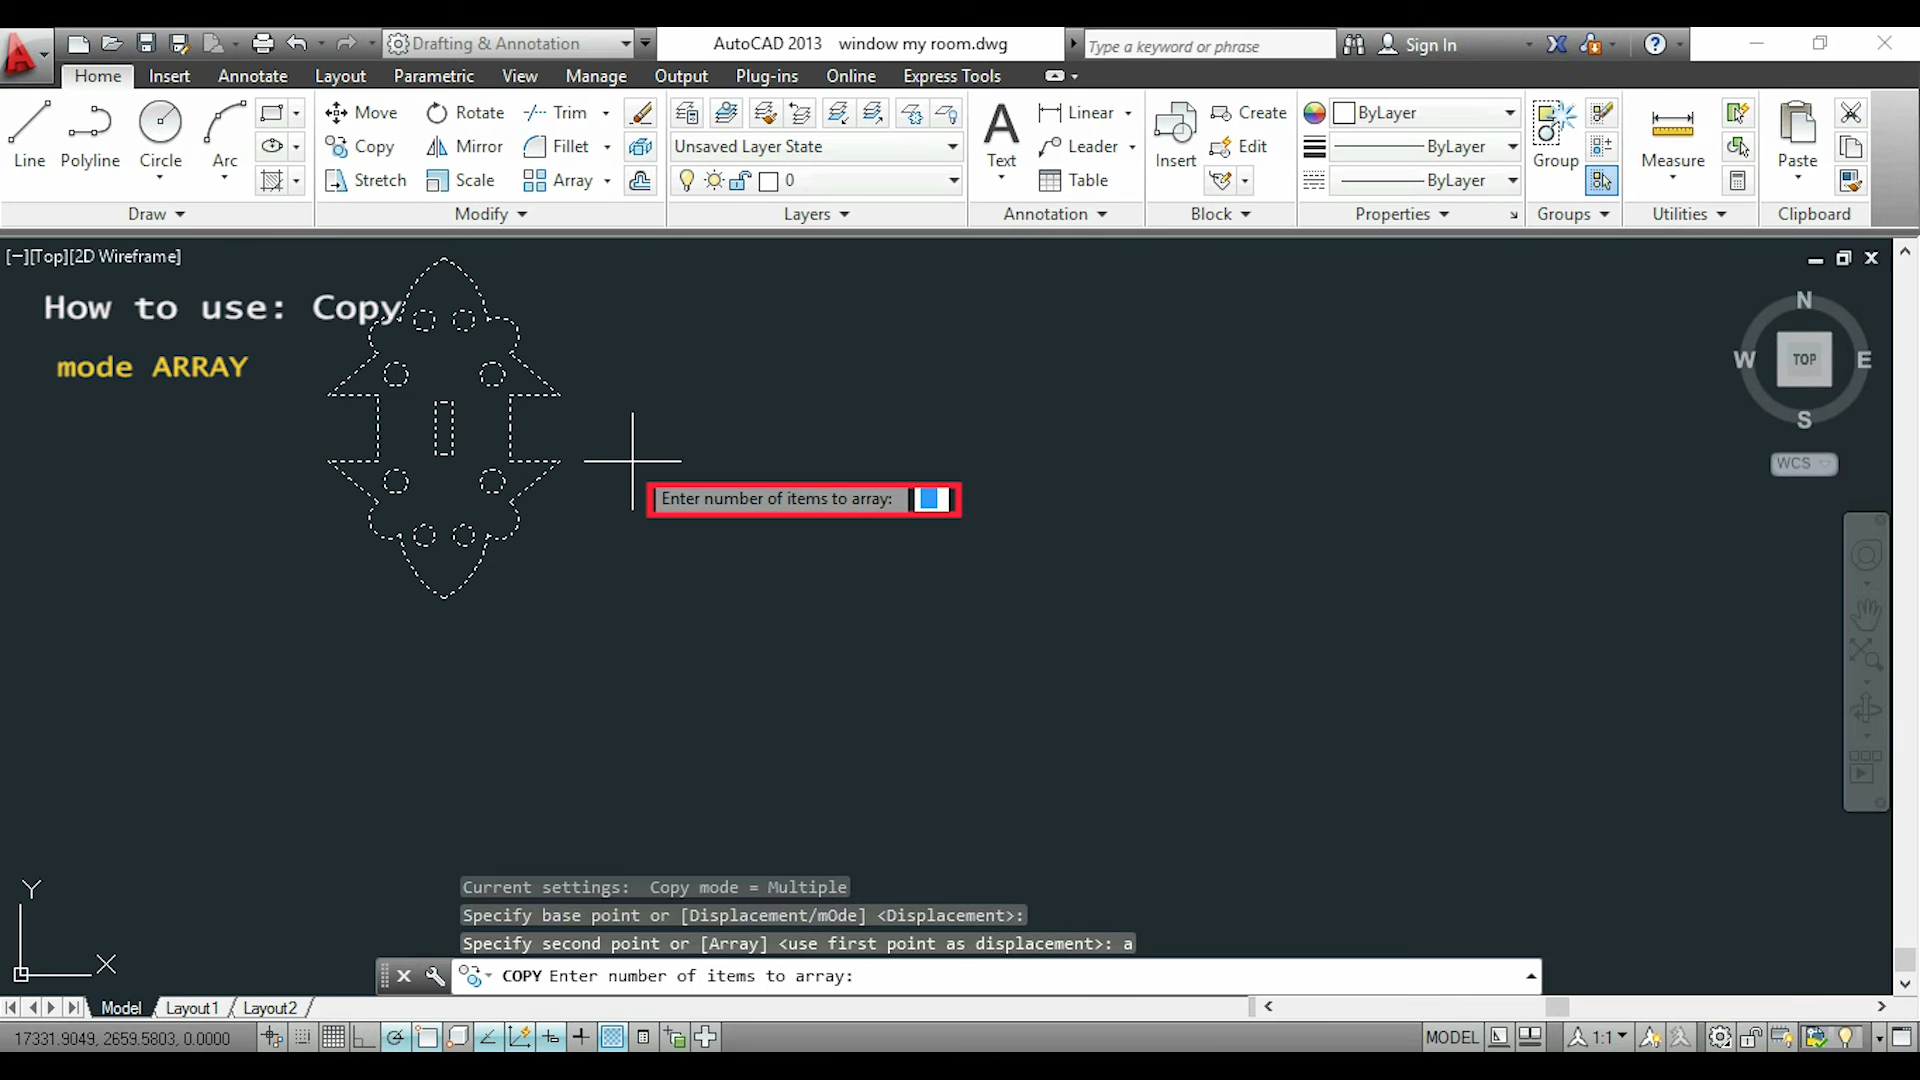 Drafting & Annotation
AutoCAD 2013 window my room.dwg
Type a keyword or phrase
Sign In
Home Insert Annotate Layout Parametric View Manage Output Plug-ins Online Express Tools
Line Polyline Circle Arc
Draw
Move Rotate Trim
Copy Mirror Fillet
Stretch Scale Array
Modify
Unsaved Layer State
0
Layers
Text
Linear
Leader
Table
Annotation
Insert
Create
Edit
Block
ByLayer
ByLayer
ByLayer
Properties
Group
Groups
Measure
Utilities
Paste
Clipboard
[−][Top][2D Wireframe]
How to use: Copy
mode ARRAY
N
W TOP E
S
WCS
Enter number of items to array:
Current settings: Copy mode = Multiple
Specify base point or [Displacement/mOde] <Displacement>:
Specify second point or [Array] <use first point as displacement>: a
COPY Enter number of items to array:
Y
X
Model Layout1 Layout2
17331.9049, 2659.5803, 0.0000
MODEL
1:1